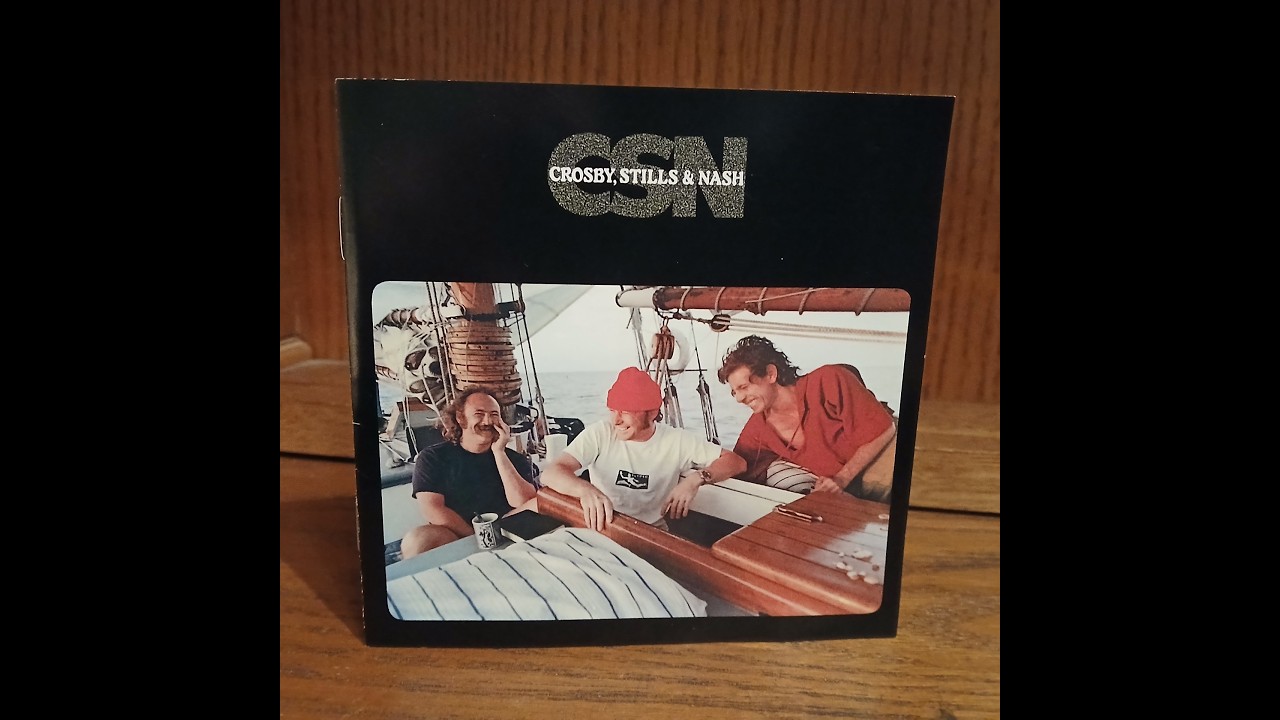 CSN
CROSBY, STILLS & NASH